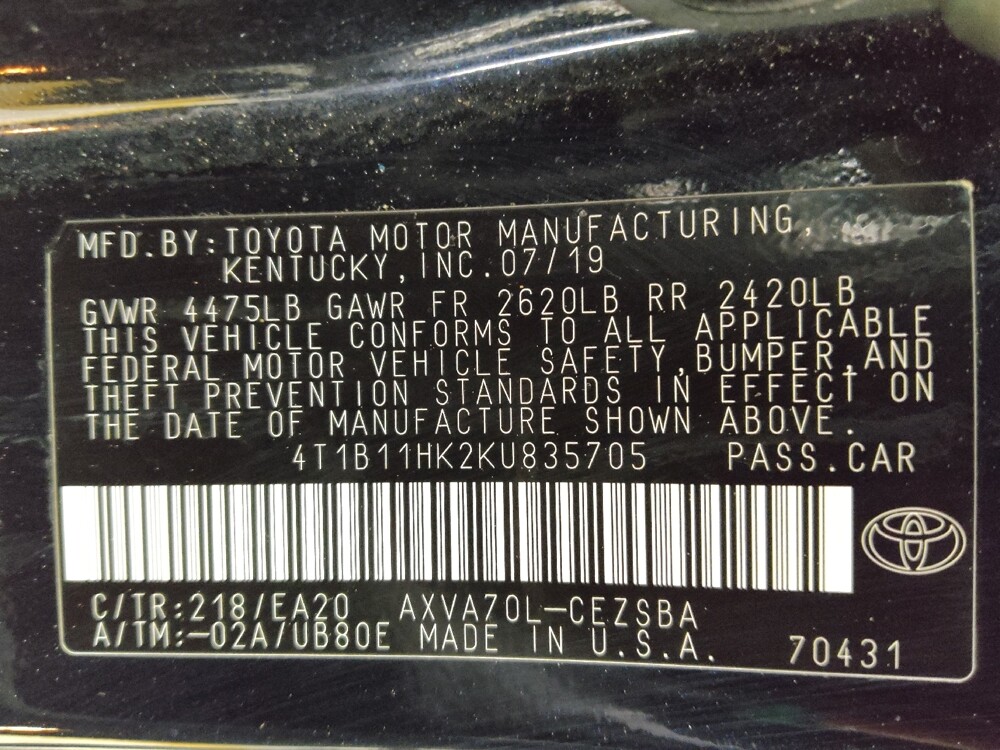 MFD.BY:TOYOTA MOTOR MANUFACTURING,
KENTUCKY,INC.07/19
GVWR 4475LB GAWR FR 2620LB RR 2420LB
THIS VEHICLE CONFORMS TO ALL APPLICABLE
FEDERAL MOTOR VEHICLE SAFETY,BUMPER,AND
THEFT PREVENTION STANDARDS IN EFFECT ON
THE DATE OF MANUFACTURE SHOWN ABOVE.
4T1B11HK2KU835705 PASS.CAR
C/TR:218/EA20 AXVA70L-CEZSBA
A/TM:-02A/UB80E MADE IN U.S.A. 70431